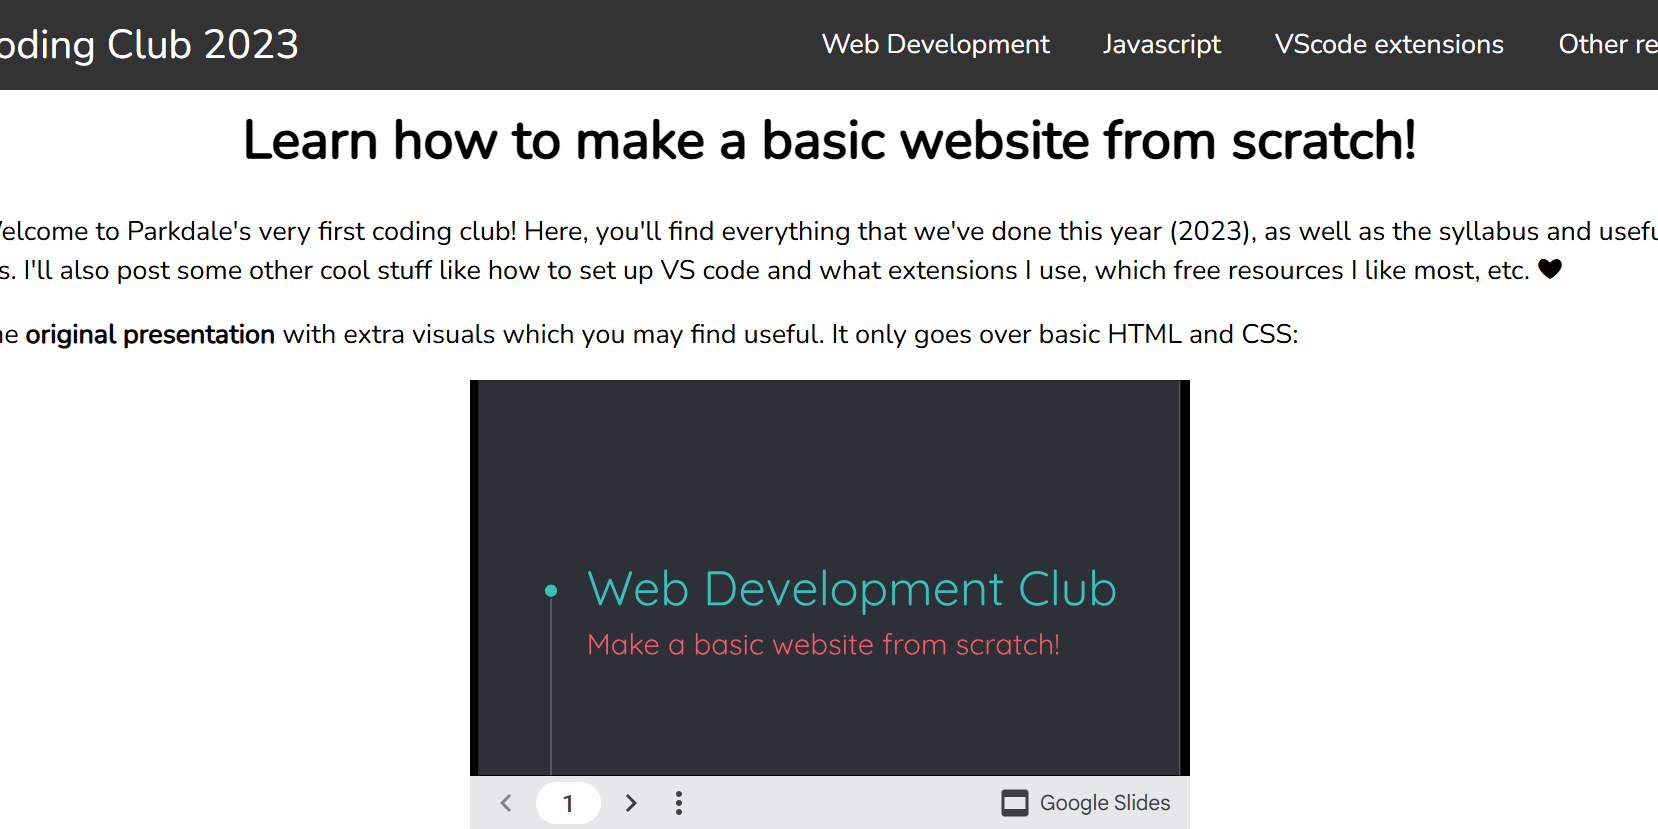 oding Club 2023 Web Development Javascript VScode extensions Other re
Learn how to make a basic website from scratch!
elcome to Parkdale's very first coding club! Here, you'll find everything that we've done this year (2023), as well as the syllabus and usefu
s. I'll also post some other cool stuff like how to set up VS code and what extensions I use, which free resources I like most, etc. 🖤
e original presentation with extra visuals which you may find useful. It only goes over basic HTML and CSS:
Web Development Club
Make a basic website from scratch!
1 Google Slides